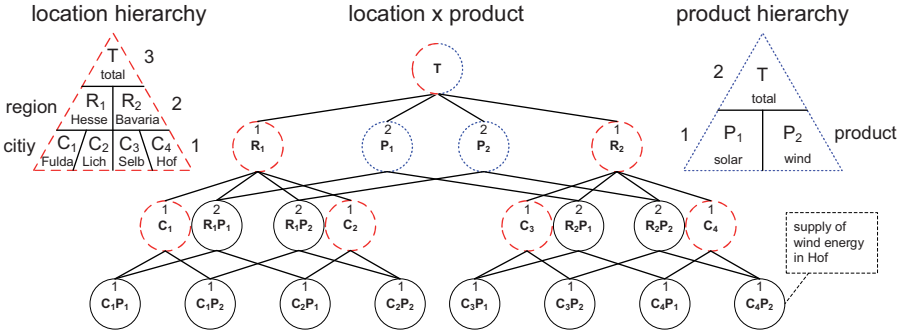 location hierarchy
T 3
total
region R1 R2 2
Hesse Bavaria
citiy C1 C2 C3 C4 1
Fulda Lich Selb Hof
location x product
T
1 2 2 1
R1 P1 P2 R2
1 2 2 1 1 2 2 1
C1 R1P1 R1P2 C2 C3 R2P1 R2P2 C4
1 1 1 1 1 1 1 1
C1P1 C1P2 C2P1 C2P2 C3P1 C3P2 C4P1 C4P2
product hierarchy
2 T
total
1 P1 P2 product
solar wind
supply of
wind energy
in Hof